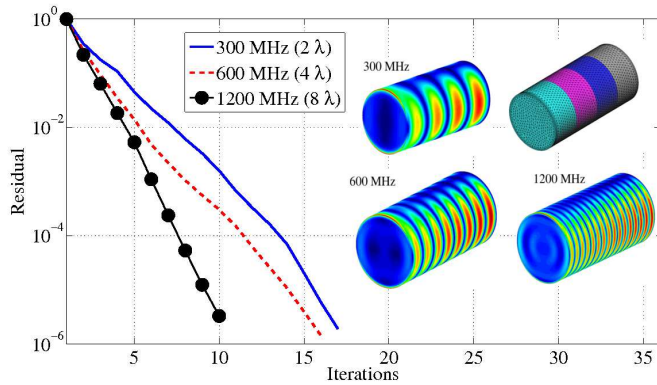 10^0
10^-2
10^-4
10^-6
Residual
300 MHz (2 λ)
600 MHz (4 λ)
1200 MHz (8 λ)
300 MHz
600 MHz
1200 MHz
5 10 15 20 25 30 35
Iterations